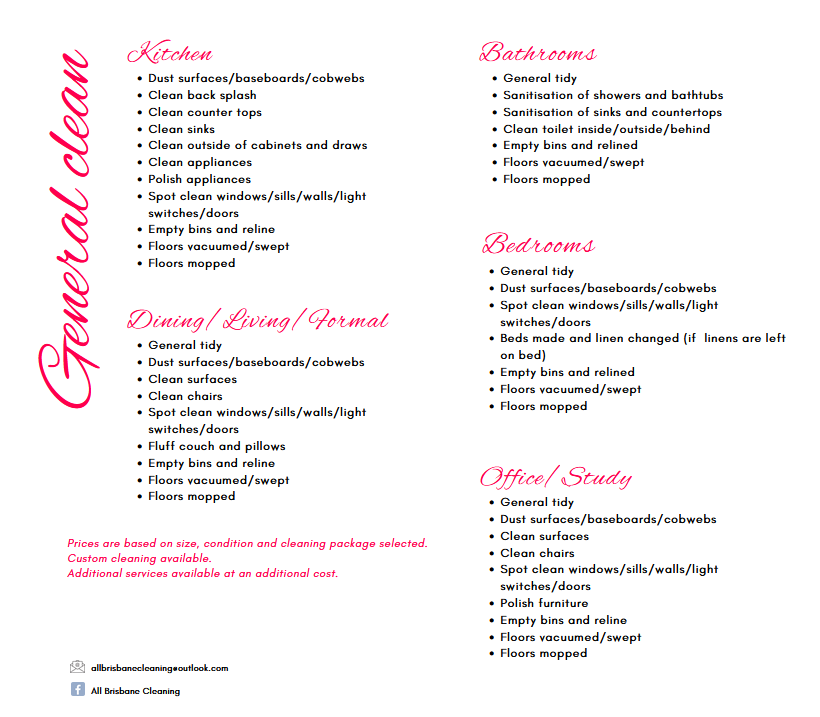 General clean
Kitchen
• Dust surfaces/baseboards/cobwebs
• Clean back splash
• Clean counter tops
• Clean sinks
• Clean outside of cabinets and draws
• Clean appliances
• Polish appliances
• Spot clean windows/sills/walls/light
switches/doors
• Empty bins and reline
• Floors vacuumed/swept
• Floors mopped
Dining/ Living/ Formal
• General tidy
• Dust surfaces/baseboards/cobwebs
• Clean surfaces
• Clean chairs
• Spot clean windows/sills/walls/light
switches/doors
• Fluff couch and pillows
• Empty bins and reline
• Floors vacuumed/swept
• Floors mopped
Bathrooms
• General tidy
• Sanitisation of showers and bathtubs
• Sanitisation of sinks and countertops
• Clean toilet inside/outside/behind
• Empty bins and relined
• Floors vacuumed/swept
• Floors mopped
Bedrooms
• General tidy
• Dust surfaces/baseboards/cobwebs
• Spot clean windows/sills/walls/light
switches/doors
• Beds made and linen changed (if linens are left
on bed)
• Empty bins and relined
• Floors vacuumed/swept
• Floors mopped
Office/ Study
• General tidy
• Dust surfaces/baseboards/cobwebs
• Clean surfaces
• Clean chairs
• Spot clean windows/sills/walls/light
switches/doors
• Polish furniture
• Empty bins and reline
• Floors vacuumed/swept
• Floors mopped
Prices are based on size, condition and cleaning package selected.
Custom cleaning available.
Additional services available at an additional cost.
allbrisbanecleaning@outlook.com
All Brisbane Cleaning